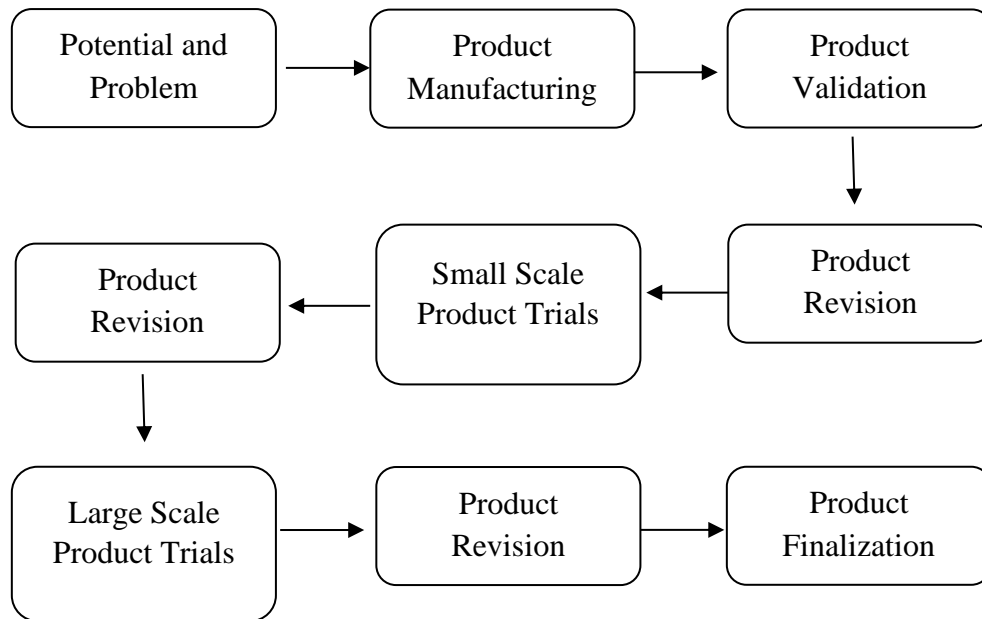 Potential and
Problem
Product
Manufacturing
Product
Validation
Product
Revision
Small Scale
Product Trials
Product
Revision
Large Scale
Product Trials
Product
Revision
Product
Finalization